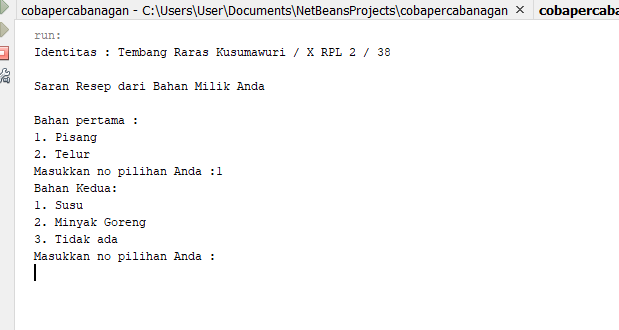 cobapercabanagan - C:\Users\User\Documents\NetBeansProjects\cobapercabanagan × cobapercaba
run:
Identitas : Tembang Raras Kusumawuri / X RPL 2 / 38
Saran Resep dari Bahan Milik Anda
Bahan pertama :
1. Pisang
2. Telur
Masukkan no pilihan Anda :1
Bahan Kedua:
1. Susu
2. Minyak Goreng
3. Tidak ada
Masukkan no pilihan Anda :